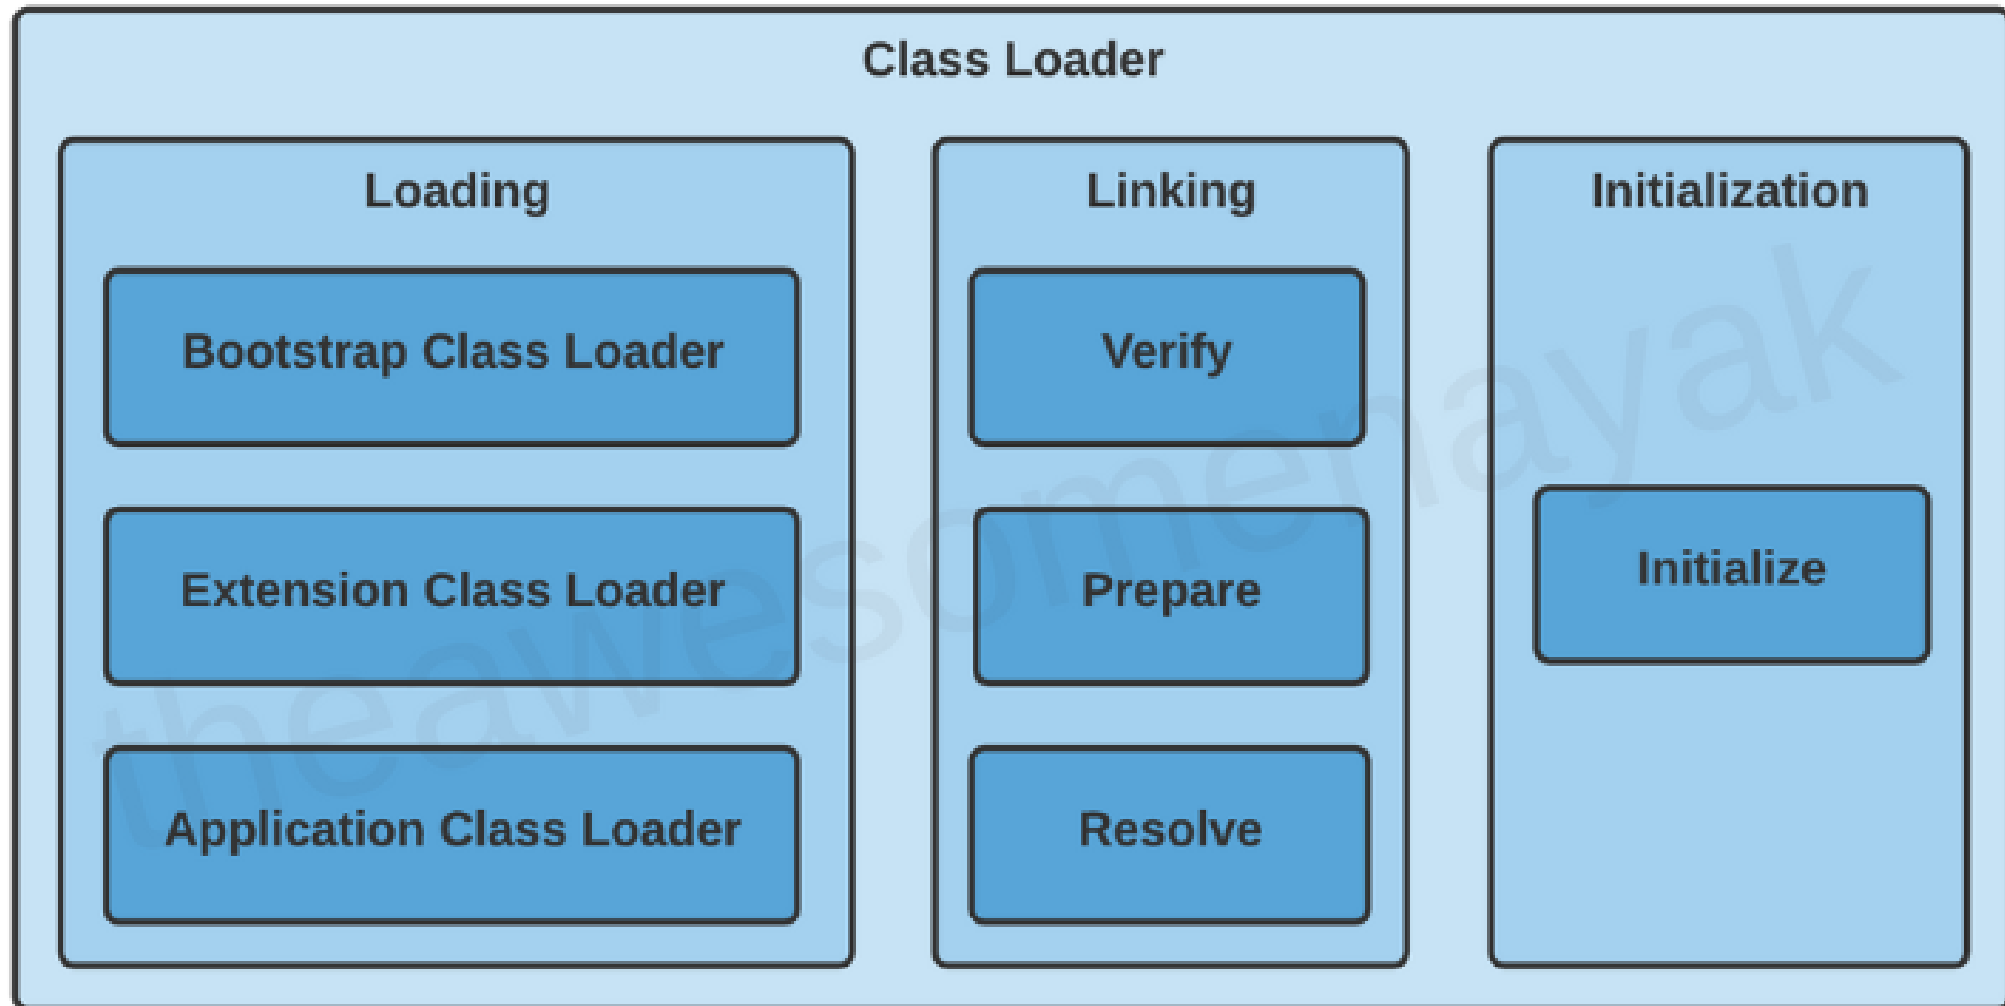 Class Loader
Loading
Bootstrap Class Loader
Extension Class Loader
Application Class Loader
Linking
Verify
Prepare
Resolve
Initialization
Initialize
theawesomenayak